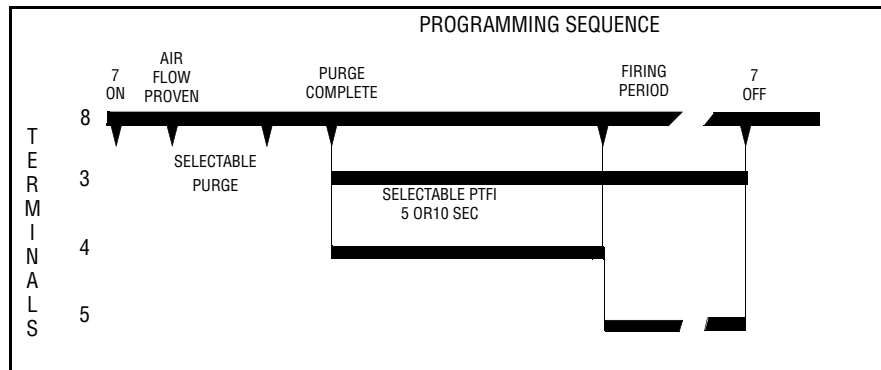 PROGRAMMING SEQUENCE
7
ON
AIR
FLOW
PROVEN
PURGE
COMPLETE
FIRING
PERIOD
7
OFF
8
SELECTABLE
PURGE
3
SELECTABLE PTFI
5 OR10 SEC
4
5
TERMINALS